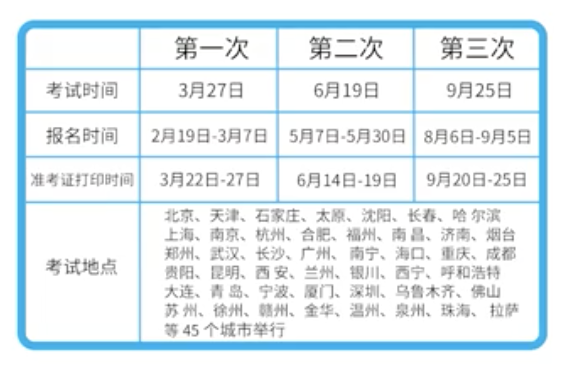 第一次 第二次 第三次
考试时间 3月27日 6月19日 9月25日
报名时间 2月19日-3月7日 5月7日-5月30日 8月6日-9月5日
准考证打印时间 3月22日-27日 6月14日-19日 9月20日-25日
考试地点
北京、天津、石家庄、太原、沈阳、长春、哈 尔滨
上海、南京、杭州、合肥、福州、南 昌、济南、烟台
郑州、武汉、长沙、广州、 南宁、海口、重庆、成都
贵阳、昆明、西 安、兰州、银川、西宁、呼和浩特
大连、青 岛、宁波、厦门、深圳、乌鲁木齐、佛山
苏 州、徐州、赣州、金华、温州、泉州、珠海、 拉萨
等 45 个城市举行